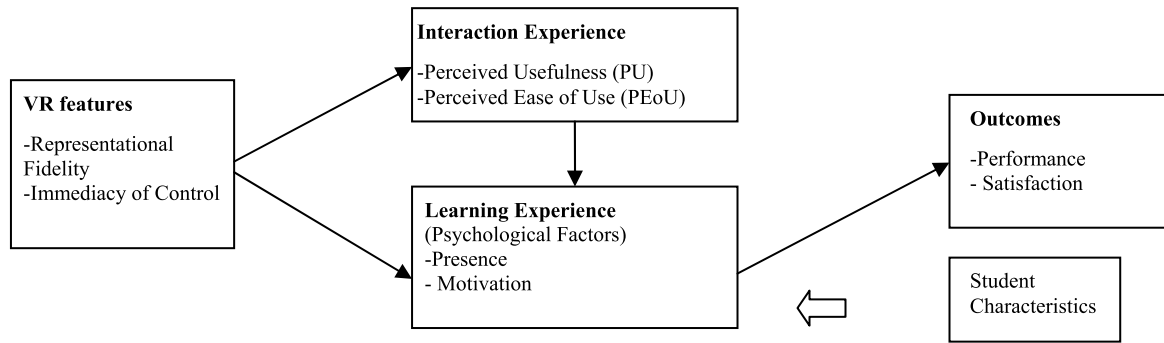 VR features
-Representational
Fidelity
-Immediacy of Control
Interaction Experience
-Perceived Usefulness (PU)
-Perceived Ease of Use (PEoU)
Learning Experience
(Psychological Factors)
-Presence
- Motivation
Outcomes
-Performance
- Satisfaction
Student
Characteristics